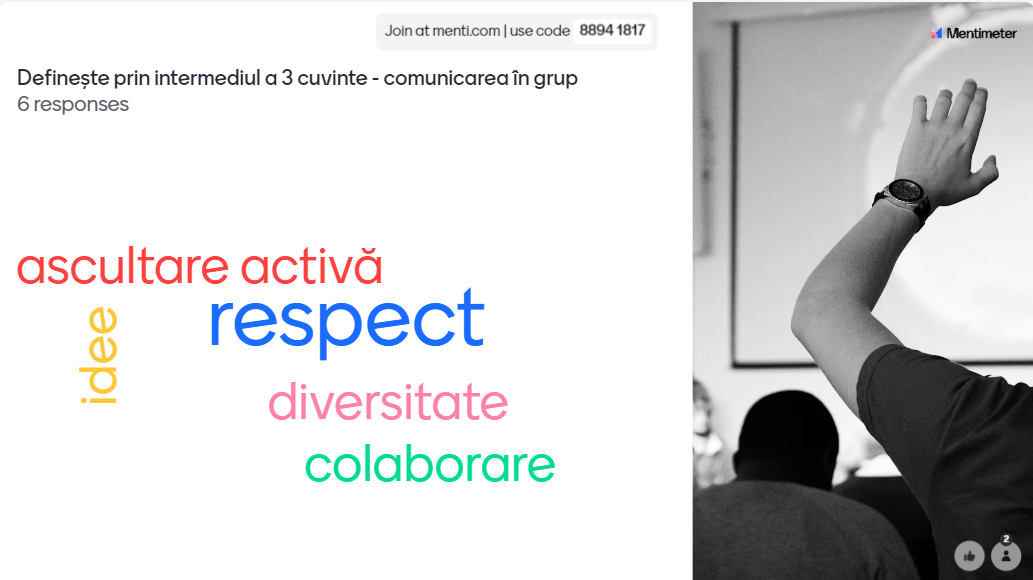 Join at menti.com | use code 8894 1817
Mentimeter
Definește prin intermediul a 3 cuvinte - comunicarea în grup
6 responses
ascultare activă
respect
idee
diversitate
colaborare
2